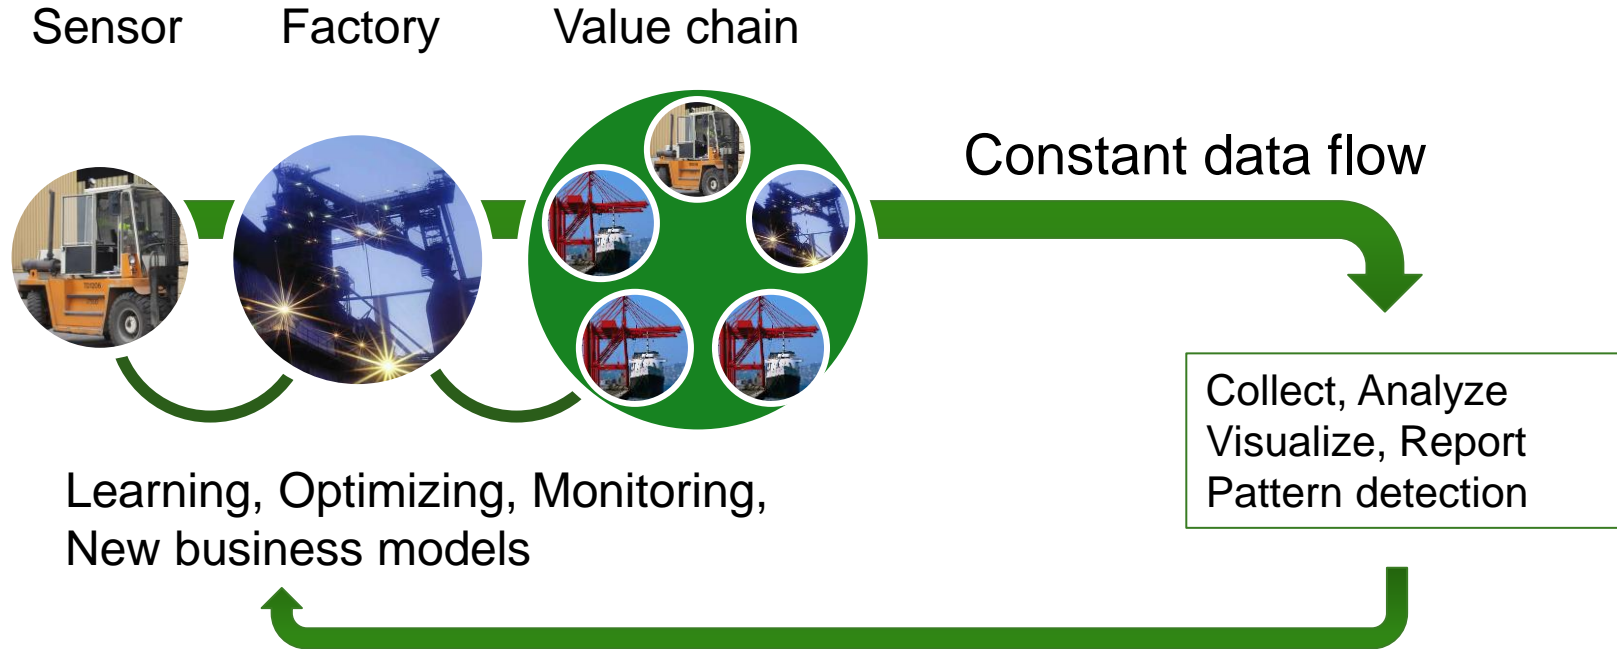 Sensor
Factory
Value chain
Constant data flow
Collect, Analyze
Visualize, Report
Pattern detection
Learning, Optimizing, Monitoring,
New business models